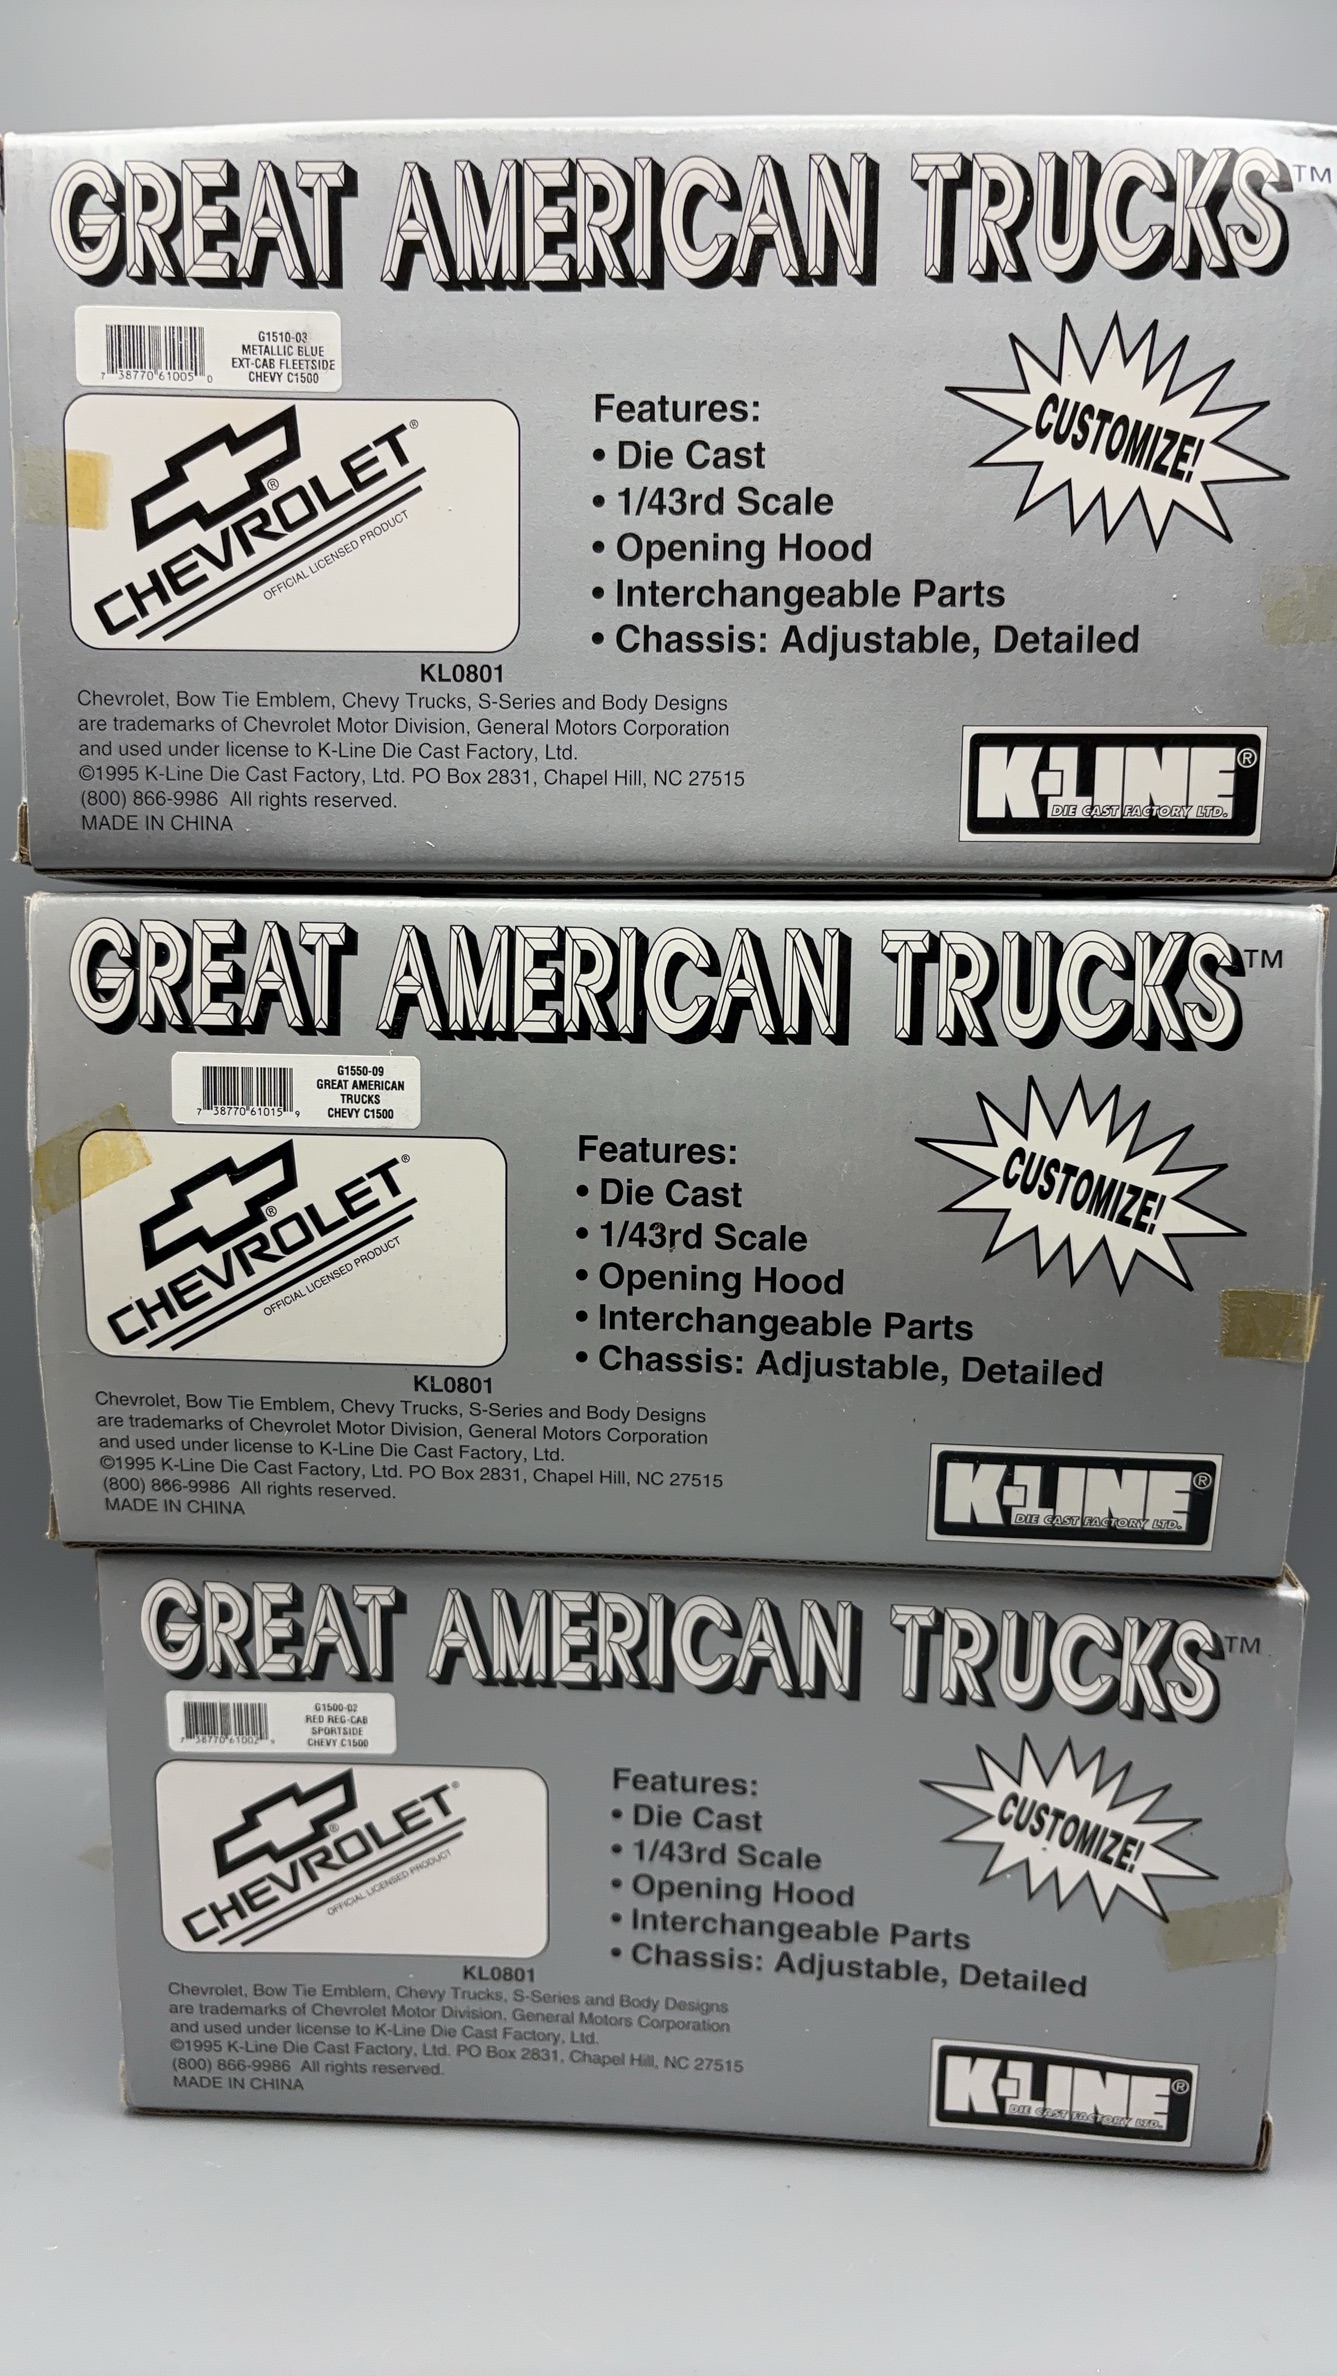 GREAT AMERICAN TRUCKS™
G1510-03
METALLIC BLUE
EXT-CAB FLEETSIDE
CHEVY C1500
7 38770 61005 0
CHEVROLET®
OFFICIAL LICENSED PRODUCT
KL0801
Features:
• Die Cast
• 1/43rd Scale
• Opening Hood
• Interchangeable Parts
• Chassis: Adjustable, Detailed
CUSTOMIZE!
Chevrolet, Bow Tie Emblem, Chevy Trucks, S-Series and Body Designs
are trademarks of Chevrolet Motor Division, General Motors Corporation
and used under license to K-Line Die Cast Factory, Ltd.
©1995 K-Line Die Cast Factory, Ltd. PO Box 2831, Chapel Hill, NC 27515
(800) 866-9986 All rights reserved.
MADE IN CHINA
K-LINE®
DIE CAST FACTORY LTD.
GREAT AMERICAN TRUCKS™
G1550-09
GREAT AMERICAN
TRUCKS
CHEVY C1500
7 38770 61015 9
CHEVROLET®
OFFICIAL LICENSED PRODUCT
KL0801
Features:
• Die Cast
• 1/43rd Scale
• Opening Hood
• Interchangeable Parts
• Chassis: Adjustable, Detailed
CUSTOMIZE!
Chevrolet, Bow Tie Emblem, Chevy Trucks, S-Series and Body Designs
are trademarks of Chevrolet Motor Division, General Motors Corporation
and used under license to K-Line Die Cast Factory, Ltd.
©1995 K-Line Die Cast Factory, Ltd. PO Box 2831, Chapel Hill, NC 27515
(800) 866-9986 All rights reserved.
MADE IN CHINA
K-LINE®
DIE CAST FACTORY LTD.
GREAT AMERICAN TRUCKS™
G1500-02
RED REG-CAB
SPORTSIDE
CHEVY C1500
7 38770 61002 9
CHEVROLET®
OFFICIAL LICENSED PRODUCT
KL0801
Features:
• Die Cast
• 1/43rd Scale
• Opening Hood
• Interchangeable Parts
• Chassis: Adjustable, Detailed
CUSTOMIZE!
Chevrolet, Bow Tie Emblem, Chevy Trucks, S-Series and Body Designs
are trademarks of Chevrolet Motor Division, General Motors Corporation
and used under license to K-Line Die Cast Factory, Ltd.
©1995 K-Line Die Cast Factory, Ltd. PO Box 2831, Chapel Hill, NC 27515
(800) 866-9986 All rights reserved.
MADE IN CHINA
K-LINE®
DIE CAST FACTORY LTD.